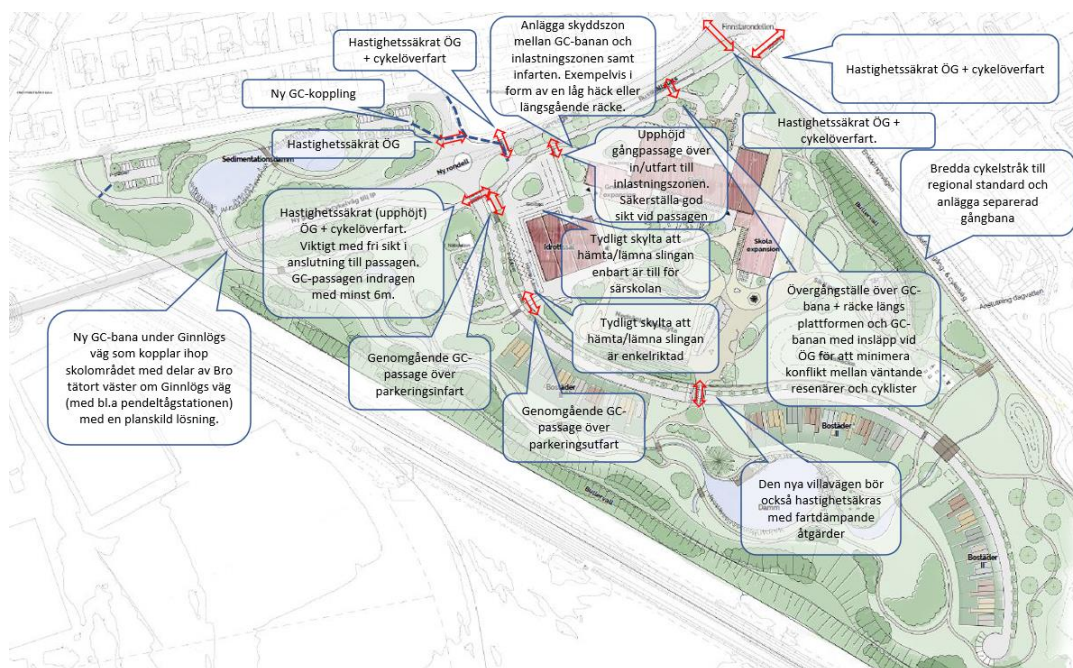 Hastighetssäkrat ÖG
+ cykelöverfart
Anlägga skyddszon
mellan GC-banan och
inlastningszonen samt
infarten. Exempelvis i
form av en låg häck eller
längsgående räcke.
Finnstarondellen
Hastighetssäkrat ÖG + cykelöverfart
Ny GC-koppling
Hastighetssäkrat ÖG
Hastighetssäkrat ÖG +
cykelöverfart.
Upphöjd
gångpassage över
in/utfart till
inlastningszonen.
Säkerställa god
sikt vid passagen
Bredda cykelstråk till
regional standard och
anlägga separerad
gångbana
Sedimentationsdamm
Ny rondell
Hastighetssäkrat (upphöjt)
ÖG + cykelöverfart.
Viktigt med fri sikt i
anslutning till passagen.
GC-passagen indragen
med minst 6m.
Tydligt skylta att
hämta/lämna slingan
enbart är till för
särskolan
Skola
expansion
Bullervall
Övergångställe över GC-
bana + räcke längs
plattformen och GC-
banan med insläpp vid
ÖG för att minimera
konflikt mellan väntande
resenärer och cyklister
Anslutning dagvatten
Ny GC-bana under Ginnlögs
väg som kopplar ihop
skolområdet med delar av Bro
tätort väster om Ginnlögs väg
(med bl.a pendeltågstationen)
med en planskild lösning.
Genomgående GC-
passage över
parkeringsinfart
Tydligt skylta att
hämta/lämna slingan
är enkelriktad
Genomgående GC-
passage över
parkeringsutfart
Bostäder
Bostäder
II
Den nya villavägen bör
också hastighetsäkras
med fartdämpande
åtgärder
Damm
Bullervall
Bostäder
II